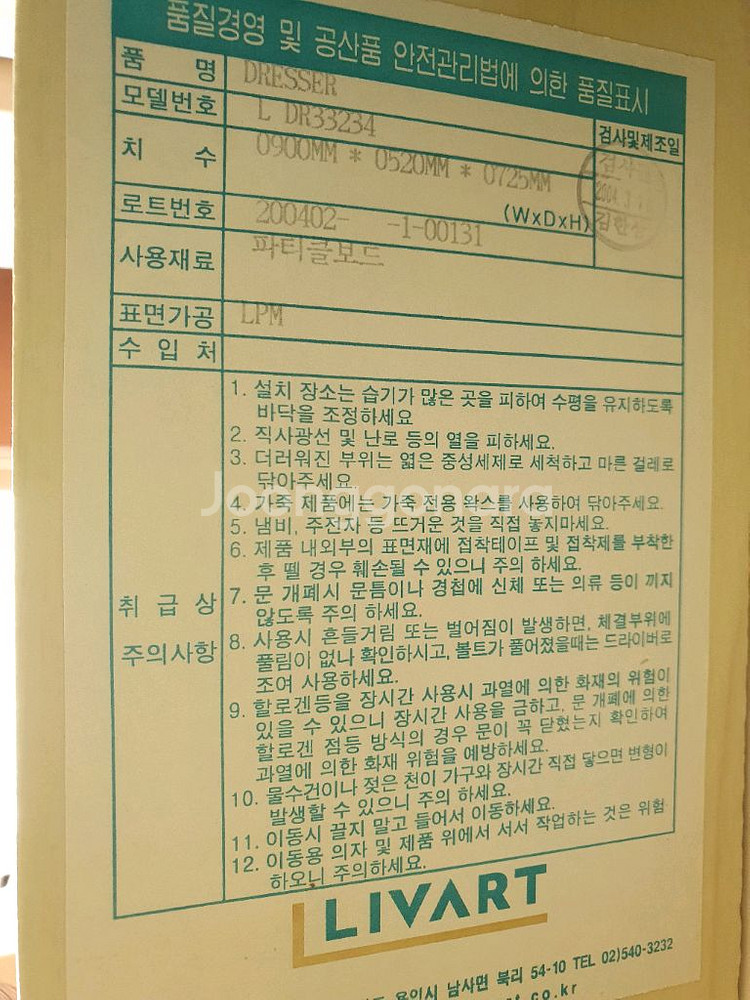 품질경영 및 공산품 안전관리법에 의한 품질표시
품 명 DRESSER
모델번호 L DR33234
검사및제조일
치 수 0900MM * 0520MM * 0725MM
(WxDxH)
검사
2004.
로트번호 200402- -1-00131
사용재료 파티클보드
표면가공 LPM
수 입 처
취 급 상
주의사항
1. 설치 장소는 습기가 많은 곳을 피하여 수평을 유지하도록
바닥을 조정하세요
2. 직사광선 및 난로 등의 열을 피하세요.
3. 더러워진 부위는 엷은 중성세제로 세척하고 마른 걸레로
닦아주세요.
4. 가죽 제품에는 가죽 전용 왁스를 사용하여 닦아주세요.
5. 냄비, 주전자 등 뜨거운 것을 직접 놓지마세요.
6. 제품 내외부의 표면재에 접착테이프 및 접착제를 부착한
후 뗄 경우 훼손될 수 있으니 주의 하세요.
7. 문 개폐시 문틈이나 경첩에 신체 또는 의류 등이 끼지
않도록 주의 하세요.
8. 사용시 흔들거림 또는 벌어짐이 발생하면, 체결부위에
풀림이 없나 확인하시고, 볼트가 풀어졌을때는 드라이버로
조여 사용하세요.
9. 할로겐등을 장시간 사용시 과열에 의한 화재의 위험이
있을 수 있으니 장시간 사용을 금하고, 문 개폐에 의한
할로겐 점등 방식의 경우 문이 꼭 닫혔는지 확인하여
과열에 의한 화재 위험을 예방하세요.
10. 물수건이나 젖은 천이 가구와 장시간 직접 닿으면 변형이
발생할 수 있으니 주의 하세요.
11. 이동시 끌지 말고 들어서 이동하세요.
12. 이동용 의자 및 제품 위에서 서서 작업하는 것은 위험
하오니 주의하세요.
LIVART
용인시 남사면 북리 54-10 TEL 02)540-3232
.co.kr
Joonggonara